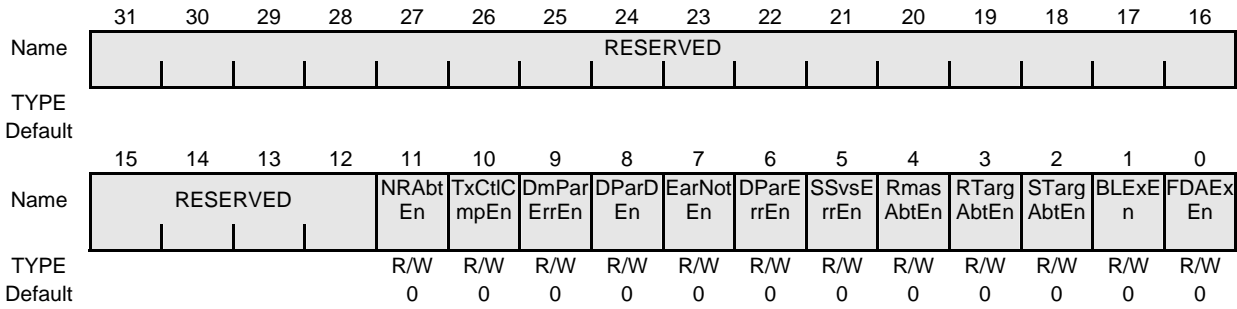 31 30 29 28 27 26 25 24 23 22 21 20 19 18 17 16
Name RESERVED
TYPE
Default
15 14 13 12 11 10 9 8 7 6 5 4 3 2 1 0
Name RESERVED NRAbt TxCtlC DmPar DParD EarNot DParE SSvsE Rmas RTarg STarg BLExE FDAEx
En mpEn ErrEn En En rrEn rrEn AbtEn AbtEn AbtEn n En
TYPE R/W R/W R/W R/W R/W R/W R/W R/W R/W R/W R/W R/W
Default 0 0 0 0 0 0 0 0 0 0 0 0